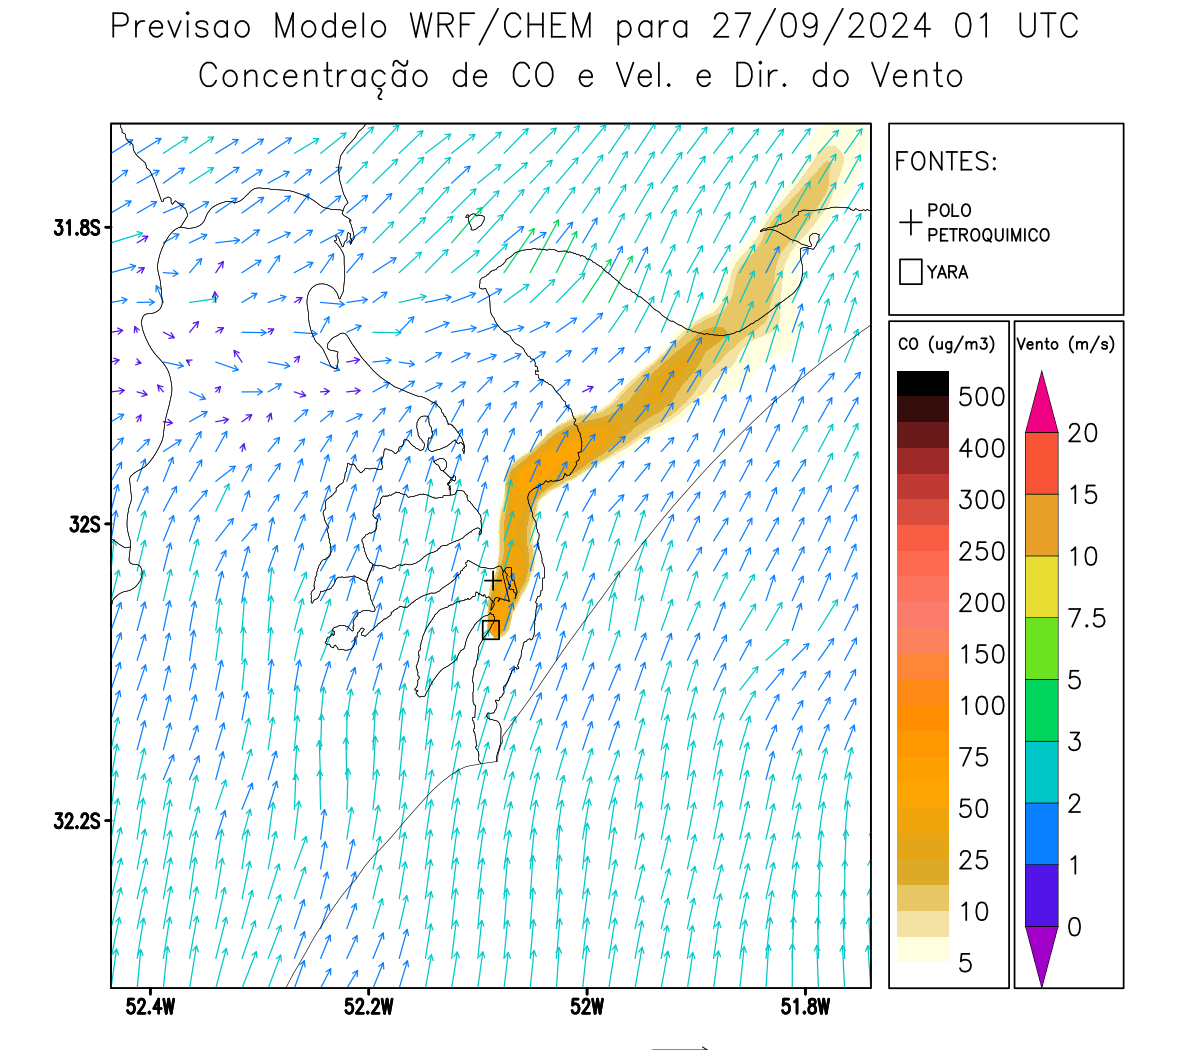 Previsao Modelo WRF/CHEM para 27/09/2024 01 UTC
Concentração de CO e Vel. e Dir. do Vento
FONTES:
POLO
PETROQUIMICO
YARA
31.8S
32S
32.2S
52.4W
52.2W
52W
51.8W
CO (ug/m3)
500
400
300
250
200
150
100
75
50
25
10
5
Vento (m/s)
20
15
10
7.5
5
3
2
1
0